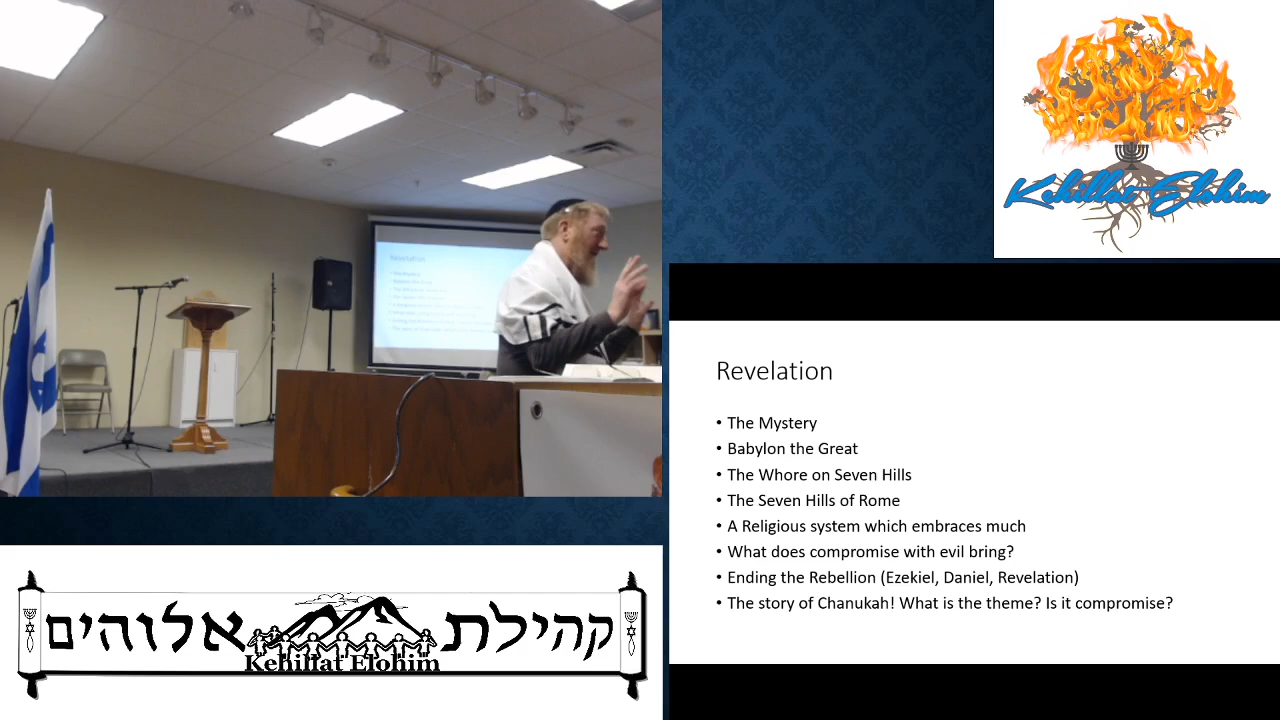 Kehillat Elohim
Revelation
• The Mystery
• Babylon the Great
• The Whore on Seven Hills
• The Seven Hills of Rome
• A Religious system which embraces much
• What does compromise with evil bring?
• Ending the Rebellion (Ezekiel, Daniel, Revelation)
• The story of Chanukah! What is the theme? Is it compromise?
Revelation
קהילת אלוהים
Kehillat Elohim